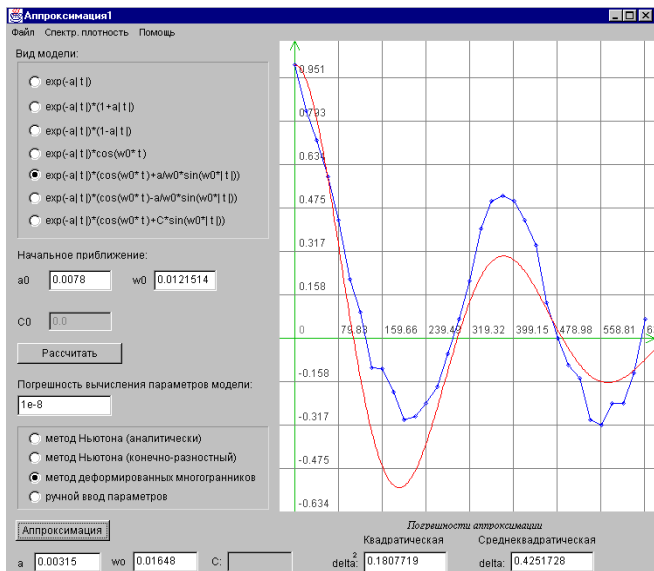 Аппроксимация1
Файл Спектр. плотность Помощь
Вид модели:
exp(-a| t |)
exp(-a| t |)*(1+a| t |)
exp(-a| t |)*(1-a| t |)
exp(-a| t |)*cos(w0* t)
exp(-a| t |)*(cos(w0* t)+a/w0*sin(w0*| t |))
exp(-a| t |)*(cos(w0* t)-a/w0*sin(w0*| t |))
exp(-a| t |)*(cos(w0* t)+C*sin(w0*| t |))
Начальное приближение:
a0 0.0078 w0 0.0121514
C0 0.0
Рассчитать
Погрешность вычисления параметров модели:
1e-8
метод Ньютона (аналитически)
метод Ньютона (конечно-разностный)
метод деформированных многогранников
ручной ввод параметров
Аппроксимация
a 0.00315 wo 0.01648 C:
0.951
0.793
0.634
0.475
0.317
0.158
0 79.83 159.66 239.49 319.32 399.15 478.98 558.81 6
-0.158
-0.317
-0.475
-0.634
Погрешности аппроксимации
Квадратическая Среднеквадратическая
2
delta: 0.1807719 delta: 0.4251728